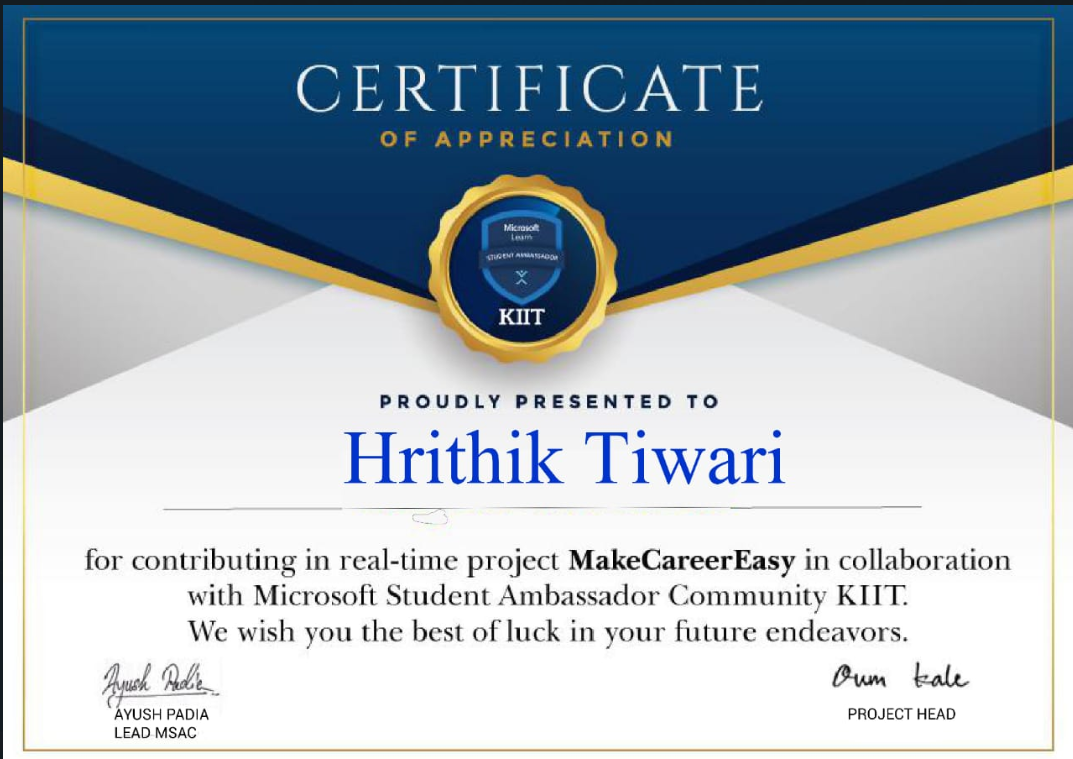 CERTIFICATE
OF APPRECIATION
Microsoft
Learn
STUDENT AMBASSADOR
KIIT
PROUDLY PRESENTED TO
Hrithik Tiwari
for contributing in real-time project MakeCareerEasy in collaboration
with Microsoft Student Ambassador Community KIIT.
We wish you the best of luck in your future endeavors.
Ayush Padia
AYUSH PADIA
LEAD MSAC
Oum kale
PROJECT HEAD